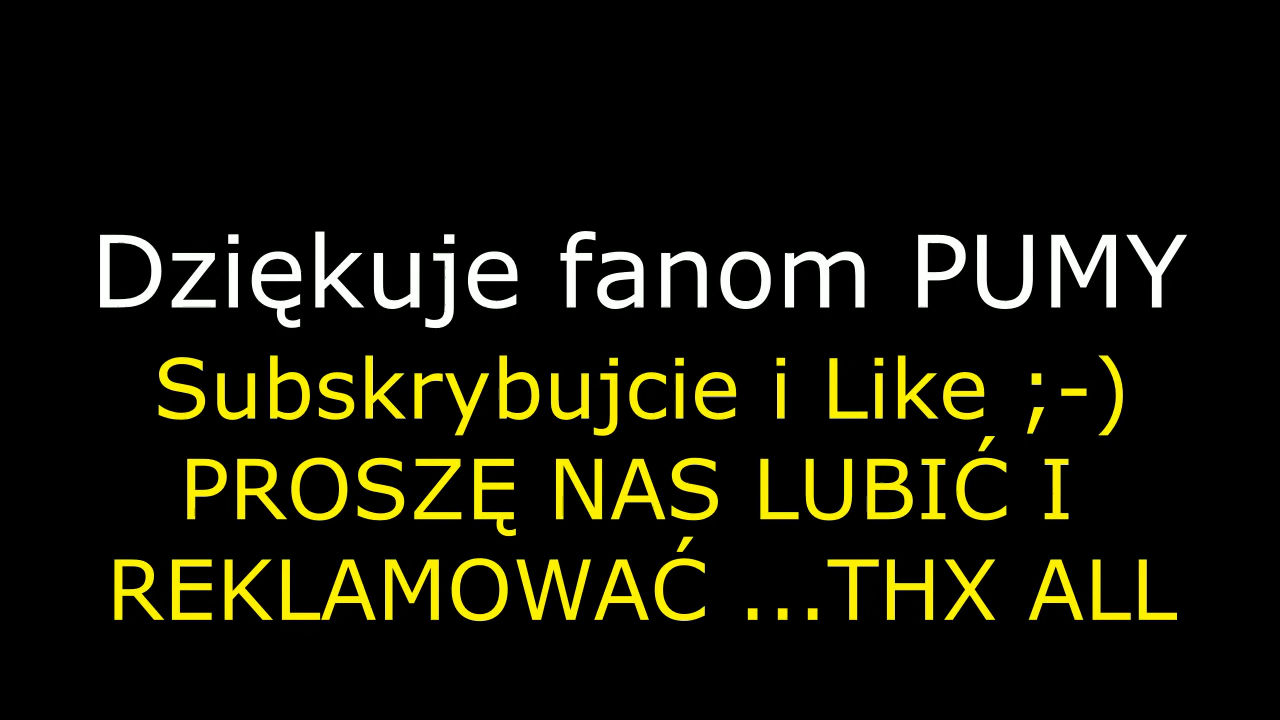 Dziękuje fanom PUMY
Subskrybujcie i Like ;-)
PROSZĘ NAS LUBIĆ I
REKLAMOWAĆ ...THX ALL